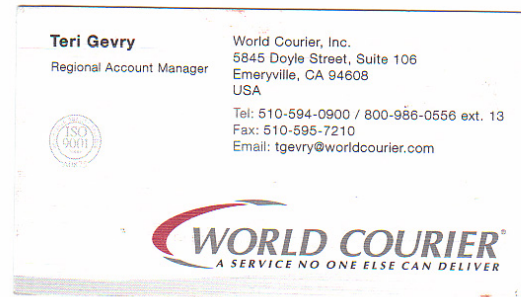 Teri Gevry
Regional Account Manager
World Courier, Inc.
5845 Doyle Street, Suite 106
Emeryville, CA 94608
USA
Tel: 510-594-0900 / 800-986-0556 ext. 13
Fax: 510-595-7210
Email: tgevry@worldcourier.com
ISO
9001
WORLD COURIER®
A SERVICE NO ONE ELSE CAN DELIVER